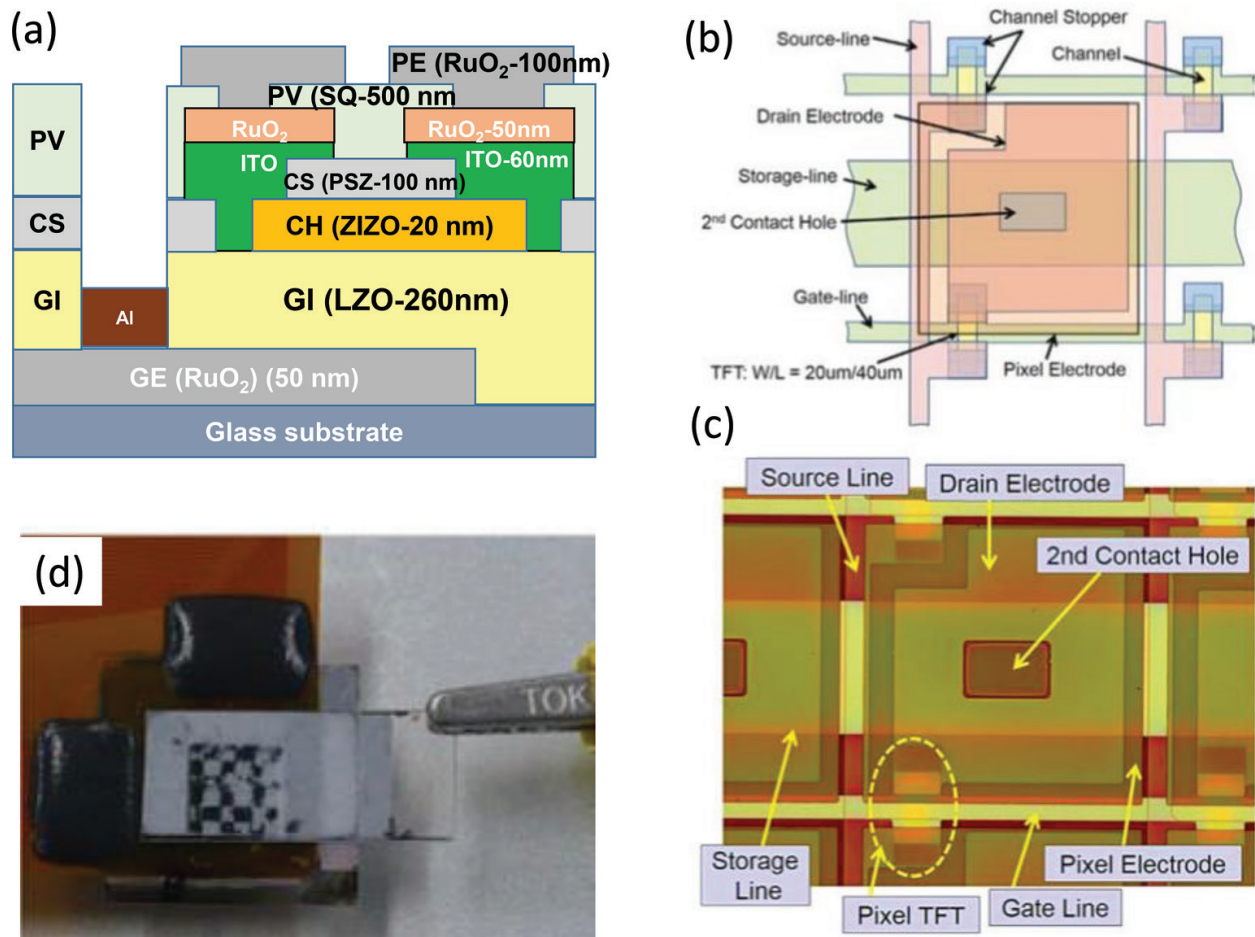 (a)
PE (RuO₂-100nm)
PV (SQ-500 nm
PV
RuO₂
RuO₂-50nm
ITO
ITO-60nm
CS (PSZ-100 nm)
CS
CH (ZIZO-20 nm)
GI
GI (LZO-260nm)
Al
GE (RuO₂) (50 nm)
Glass substrate
(b)
Channel Stopper
Source-line
Channel
Drain Electrode
Storage-line
2nd Contact Hole
Gate-line
TFT: W/L = 20um/40um
Pixel Electrode
(c)
Source Line
Drain Electrode
2nd Contact Hole
Storage
Line
Pixel TFT
Gate Line
Pixel Electrode
(d)
TOK